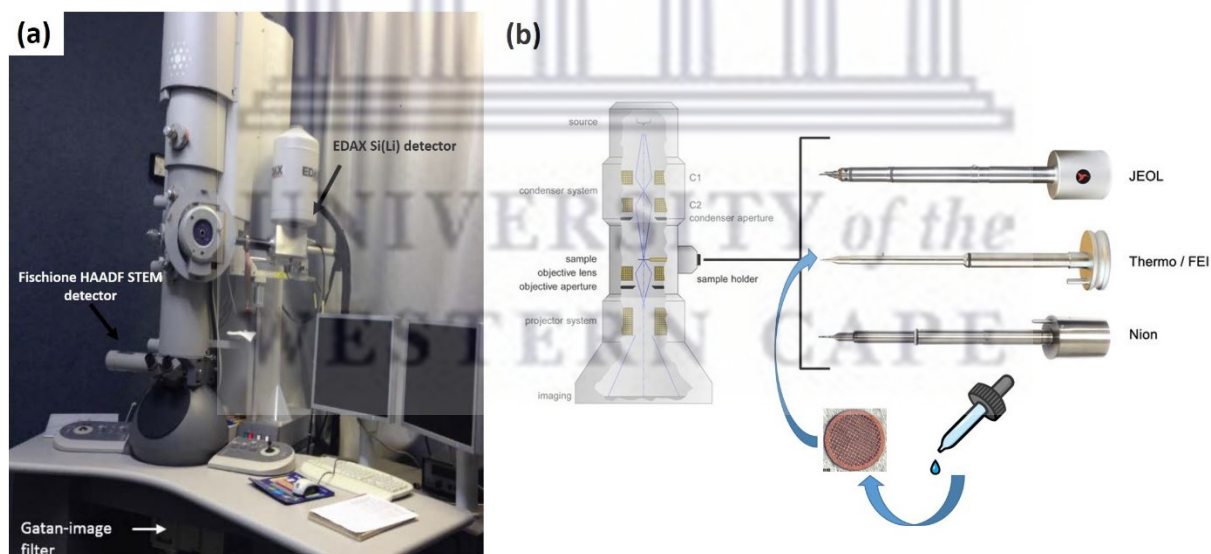 (a)
EDAX Si(Li) detector
EDAX
Fischione HAADF STEM
detector
Gatan-image
filter
(b)
source
condenser system
C1
C2
condenser aperture
sample
objective lens
objective aperture
sample holder
projector system
imaging
JEOL
Thermo / FEI
Nion
UNIVERSITY of the
WESTERN CAPE